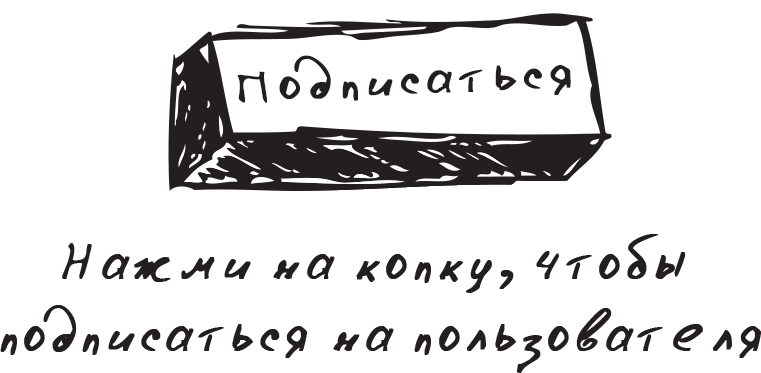 Подписаться
Нажми на копку, чтобы
подписаться на пользователя